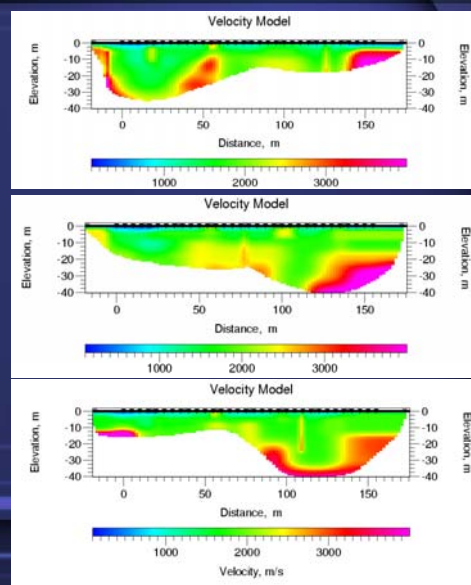 Velocity Model
Elevation, m
0 0
-10 -10
-20 -20
-30 -30
-40 -40
Elevation, m
0 50 100 150
Distance, m
1000 2000 3000
Velocity Model
Elevation, m
0 0
-10 -10
-20 -20
-30 -30
-40 -40
Elevation, m
0 50 100 150
Distance, m
1000 2000 3000
Velocity Model
Elevation, m
0 0
-10 -10
-20 -20
-30 -30
-40 -40
Elevation, m
0 50 100 150
Distance, m
1000 2000 3000
Velocity, m/s